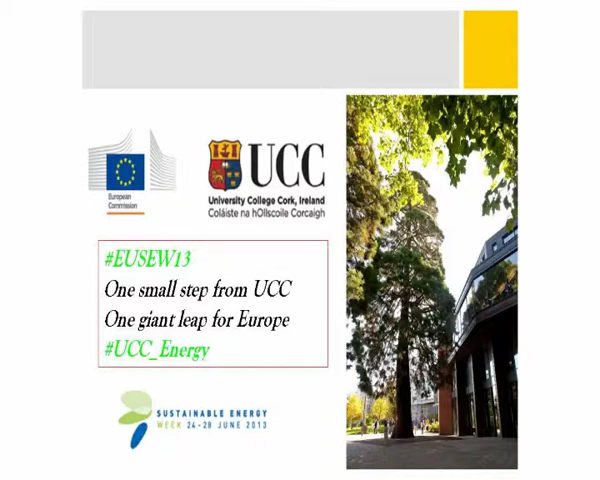 European
Commission
UCC
University College Cork, Ireland
Coláiste na hOllscoile Corcaigh
#EUSEW13
One small step from UCC
One giant leap for Europe
#UCC_Energy
SUSTAINABLE ENERGY
WEEK 24-28 JUNE 2013